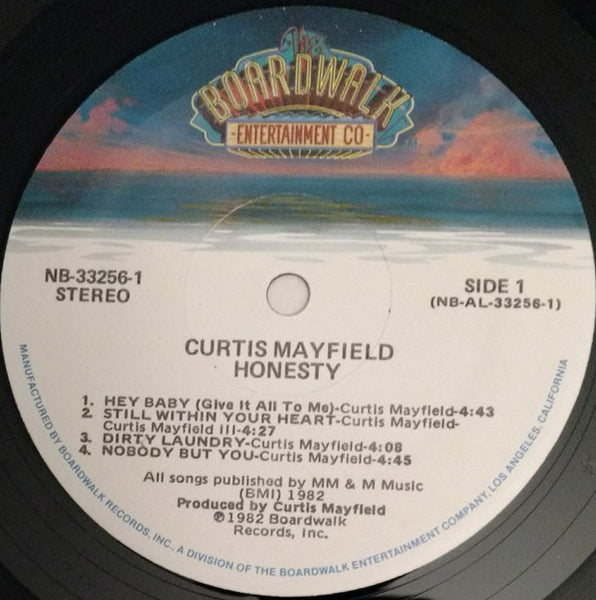 The
BOARDWALK
-ENTERTAINMENT CO-
NB-33256-1
STEREO
SIDE 1
(NB-AL-33256-1)
CURTIS MAYFIELD
HONESTY
1. HEY BABY (Give It All To Me)-Curtis Mayfield-4:43
2. STILL WITHIN YOUR HEART-Curtis Mayfield-
Curtis Mayfield III-4:27
3. DIRTY LAUNDRY-Curtis Mayfield-4:08
4. NOBODY BUT YOU-Curtis Mayfield-4:45
All songs published by MM & M Music
(BMI) 1982
Produced by Curtis Mayfield
℗1982 Boardwalk
Records, Inc.
MANUFACTURED BY BOARDWALK RECORDS, INC., A DIVISION OF THE BOARDWALK ENTERTAINMENT COMPANY, LOS ANGELES, CALIFORNIA